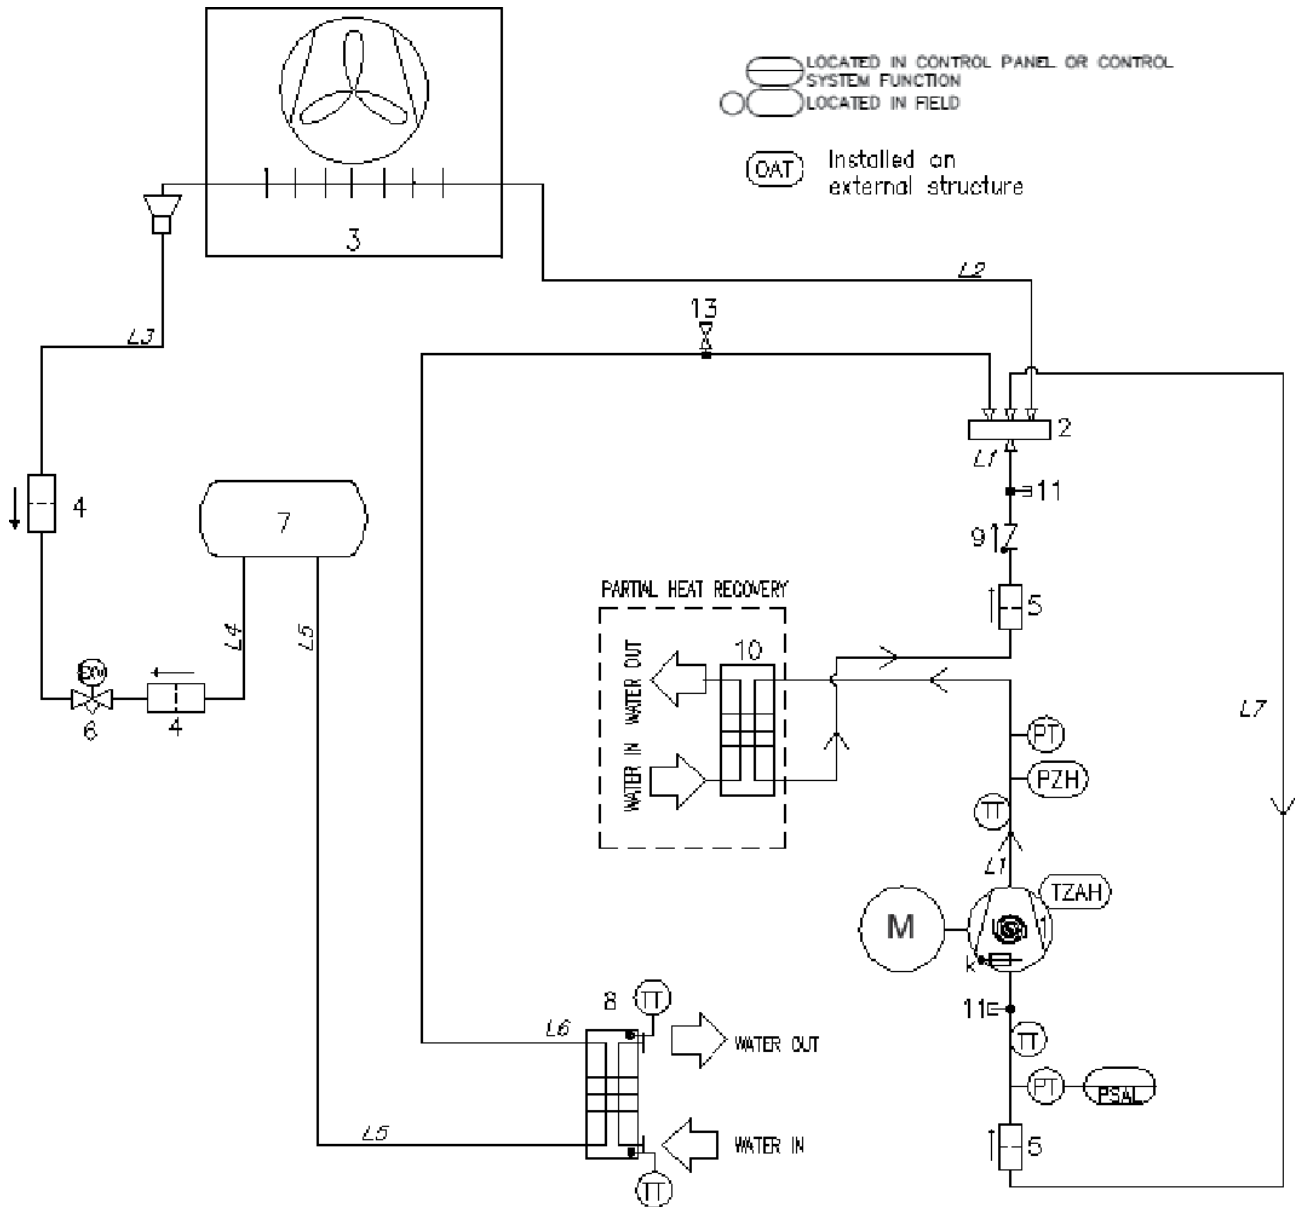 LOCATED IN CONTROL PANEL OR CONTROL
SYSTEM FUNCTION
LOCATED IN FIELD
OAT
Installed on
external structure
3
L2
13
L3
2
L1
11
4
7
9
5
PARTIAL HEAT RECOVERY
10
WATER OUT
WATER IN
L4
L5
EXV
6
4
L7
PT
PZH
TT
L1
TZAH
M
1
k
11
TT
8
TT
L6
WATER OUT
PT
PSAL
L5
WATER IN
5
TT